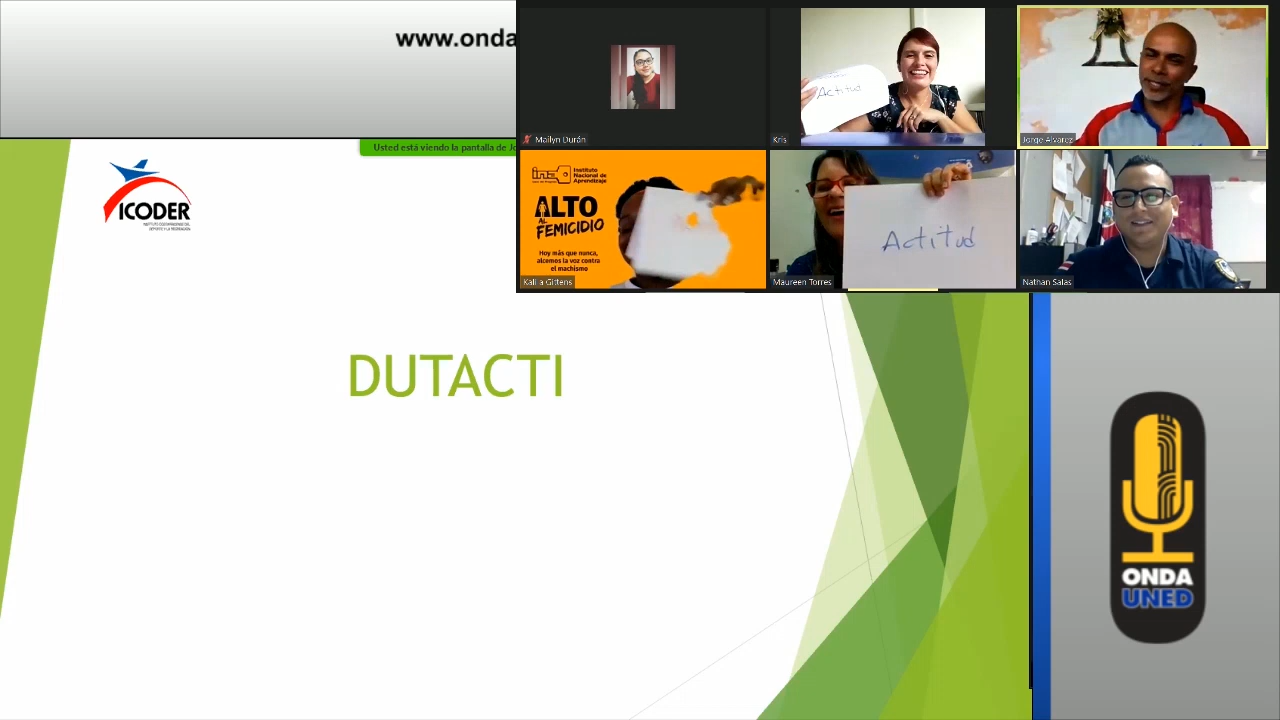 www.onda
Usted está viendo la pantalla de Jo
ICODER
Mailyn Durán
Actitud
Kris
Jorge Alvarez
ina
Instituto
Nacional de
Aprendizaje
ALTO
AL
FEMICIDIO
Hoy más que nunca,
alcemos la voz contra
el machismo
Kallia Gittens
Actitud
Maureen Torres
Nathan Salas
DUTACTI
ONDA
UNED